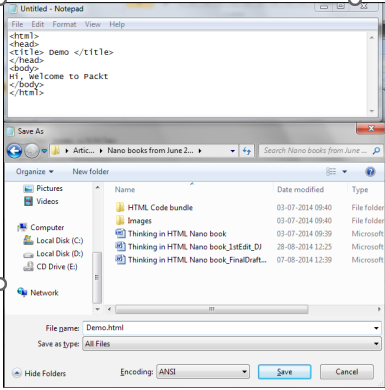 Untitled - Notepad
File Edit Format View Help
<html>
<head>
<title> Demo </title>
</head>
<body>
Hi, Welcome to Packt
</body>
</html>
Save As
Artic... Nano books from June 2... Search Nano books from June ...
Organize New folder
Name Date modified Type
Pictures
Videos
Computer
Local Disk (C:)
Local Disk (D:)
CD Drive (E:)
Network
HTML Code bundle 03-07-2014 09:40 File folder
Images 03-07-2014 09:40 File folder
Thinking in HTML Nano book 03-07-2014 09:39 Microsoft
Thinking in HTML Nano book_1stEdit_DJ 28-08-2014 12:25 Microsoft
Thinking in HTML Nano book_FinalDraft... 07-08-2014 12:39 Microsoft
File name: Demo.html
Save as type: All Files
Hide Folders Encoding: ANSI Save Cancel